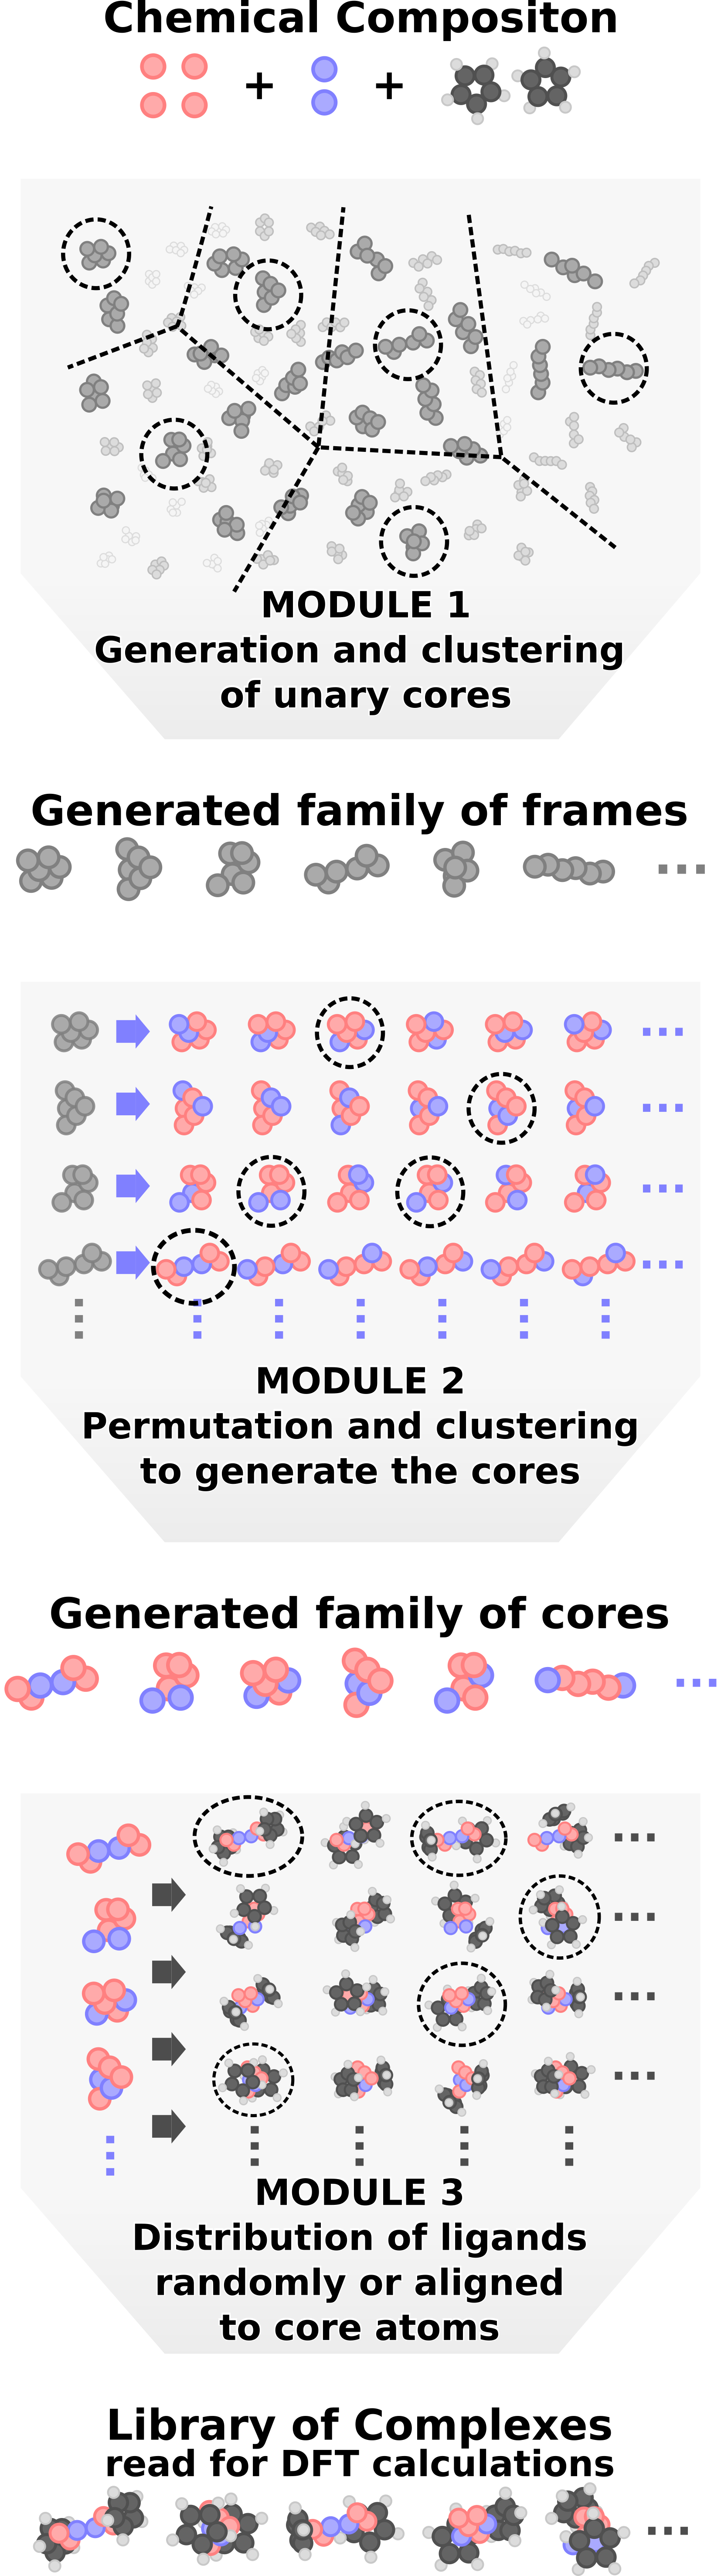 Chemical Compositon
+ +
MODULE 1
Generation and clustering
of unary cores
Generated family of frames
...
...
...
...
...
MODULE 2
Permutation and clustering
to generate the cores
Generated family of cores
...
...
...
...
...
MODULE 3
Distribution of ligands
randomly or aligned
to core atoms
Library of Complexes
read for DFT calculations
...